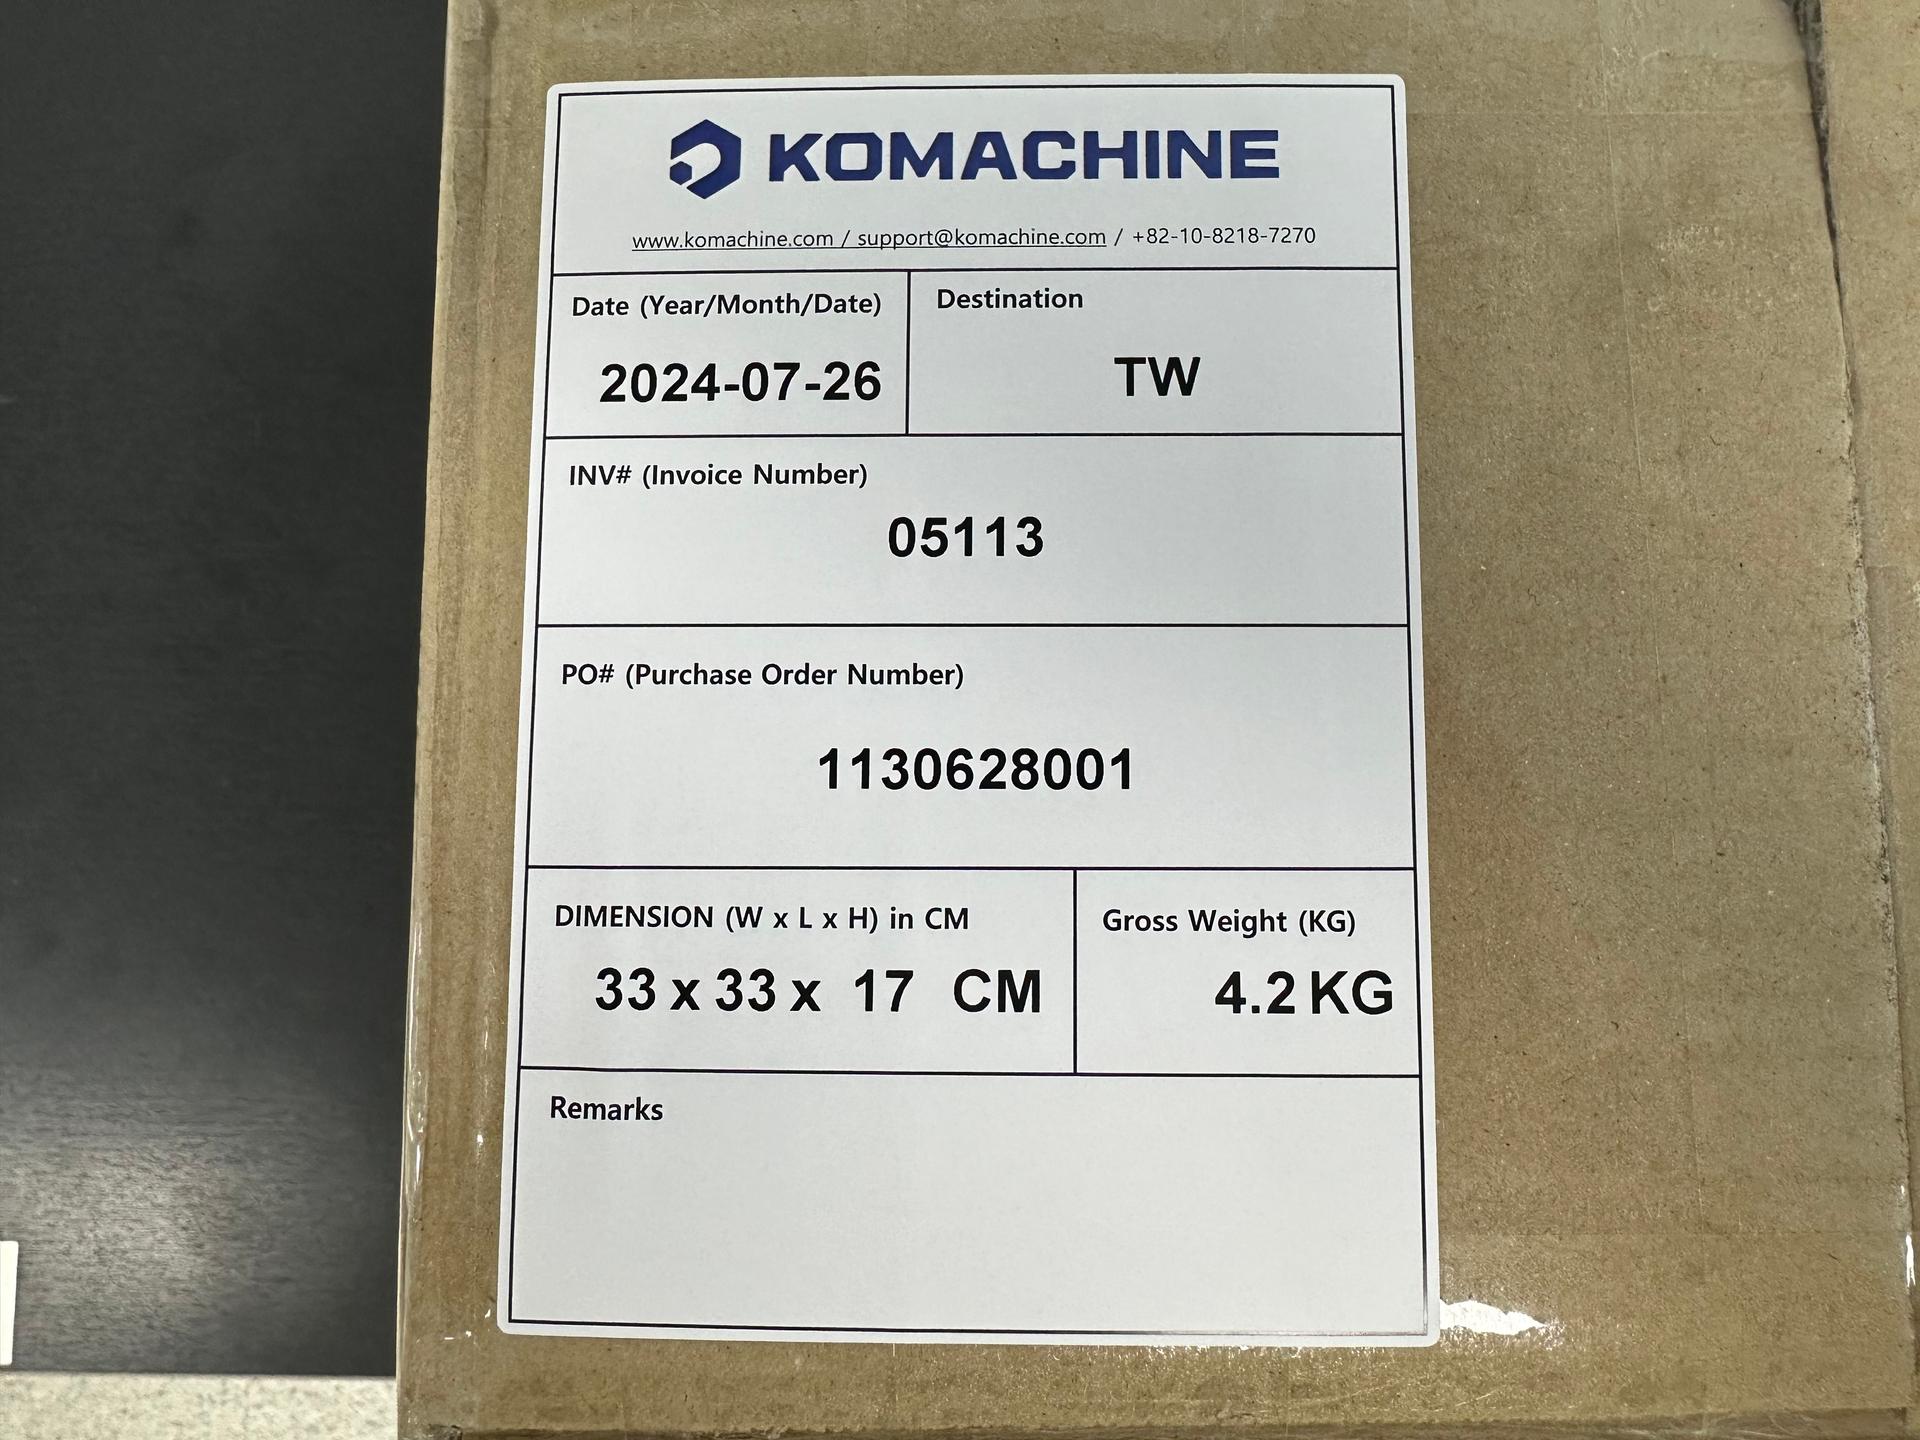 KOMACHINE
www.komachine.com / support@komachine.com / +82-10-8218-7270
Date (Year/Month/Date)
2024-07-26
Destination
TW
INV# (Invoice Number)
05113
PO# (Purchase Order Number)
1130628001
DIMENSION (W x L x H) in CM
33 x 33 x 17 CM
Gross Weight (KG)
4.2 KG
Remarks